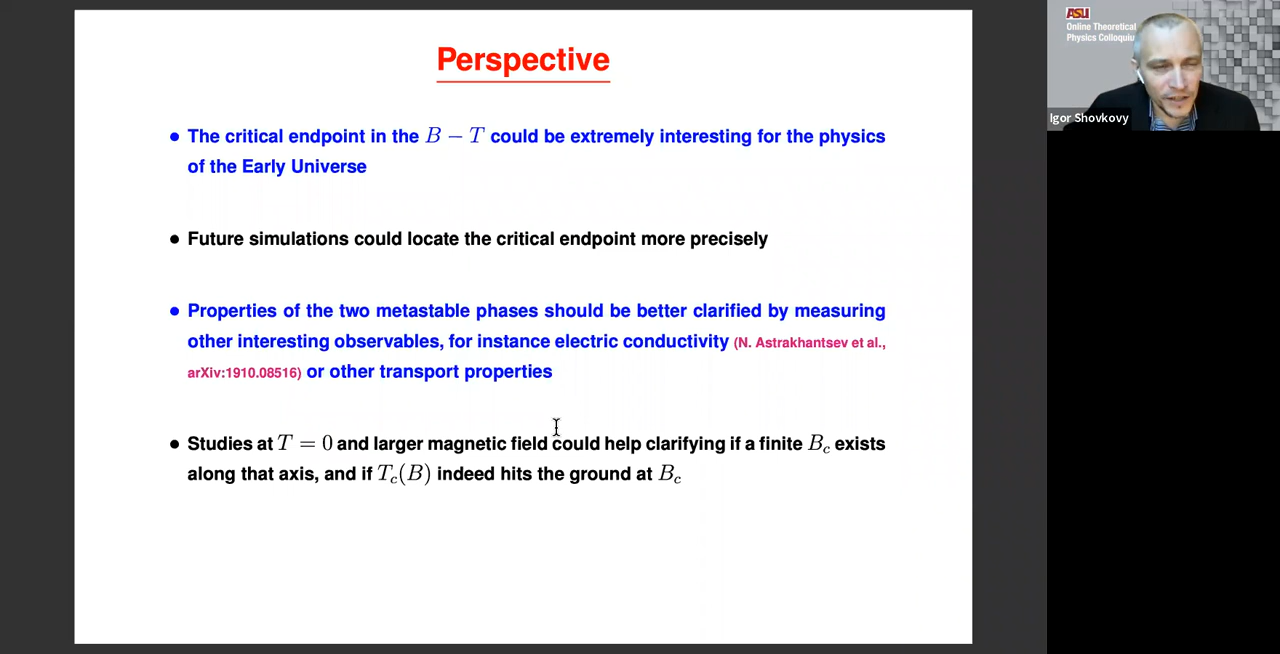 Perspective
• The critical endpoint in the B − T could be extremely interesting for the physics
of the Early Universe
• Future simulations could locate the critical endpoint more precisely
• Properties of the two metastable phases should be better clarified by measuring
other interesting observables, for instance electric conductivity (N. Astrakhantsev et al.,
arXiv:1910.08516) or other transport properties
• Studies at T = 0 and larger magnetic field could help clarifying if a finite B_c exists
along that axis, and if T_c(B) indeed hits the ground at B_c
ASU
Online Theoretical
Physics Colloquiu
Igor Shovkovy